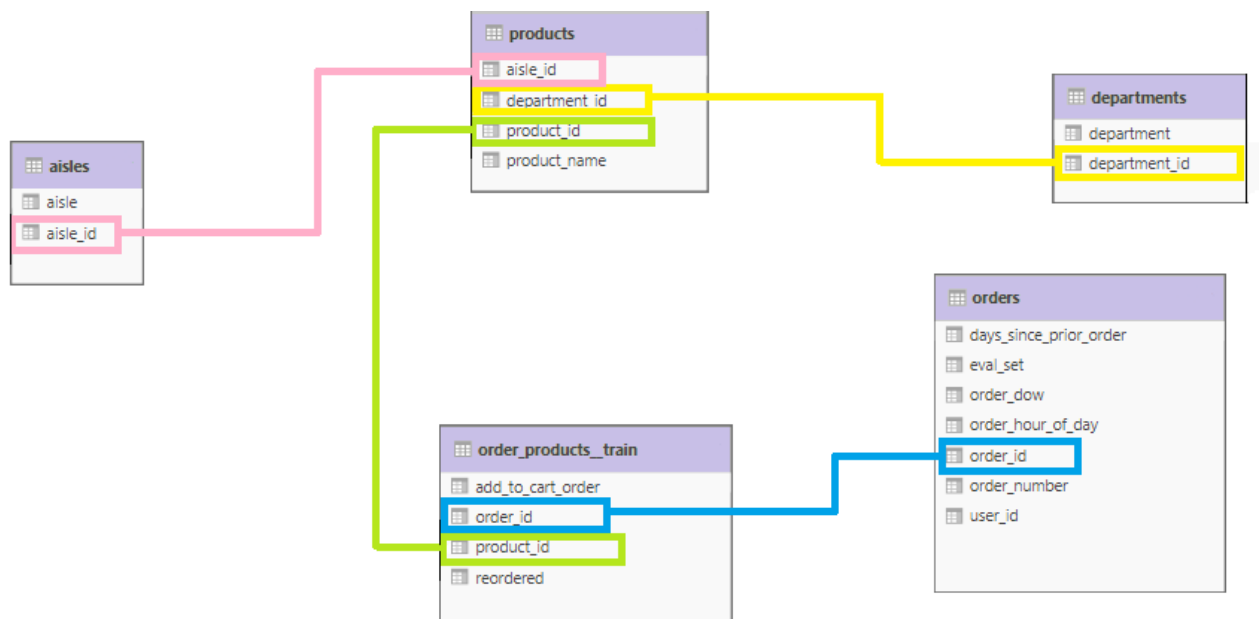 products
aisle_id
department_id
product_id
product_name
departments
department
department_id
aisles
aisle
aisle_id
orders
days_since_prior_order
eval_set
order_dow
order_hour_of_day
order_id
order_number
user_id
order_products__train
add_to_cart_order
order_id
product_id
reordered